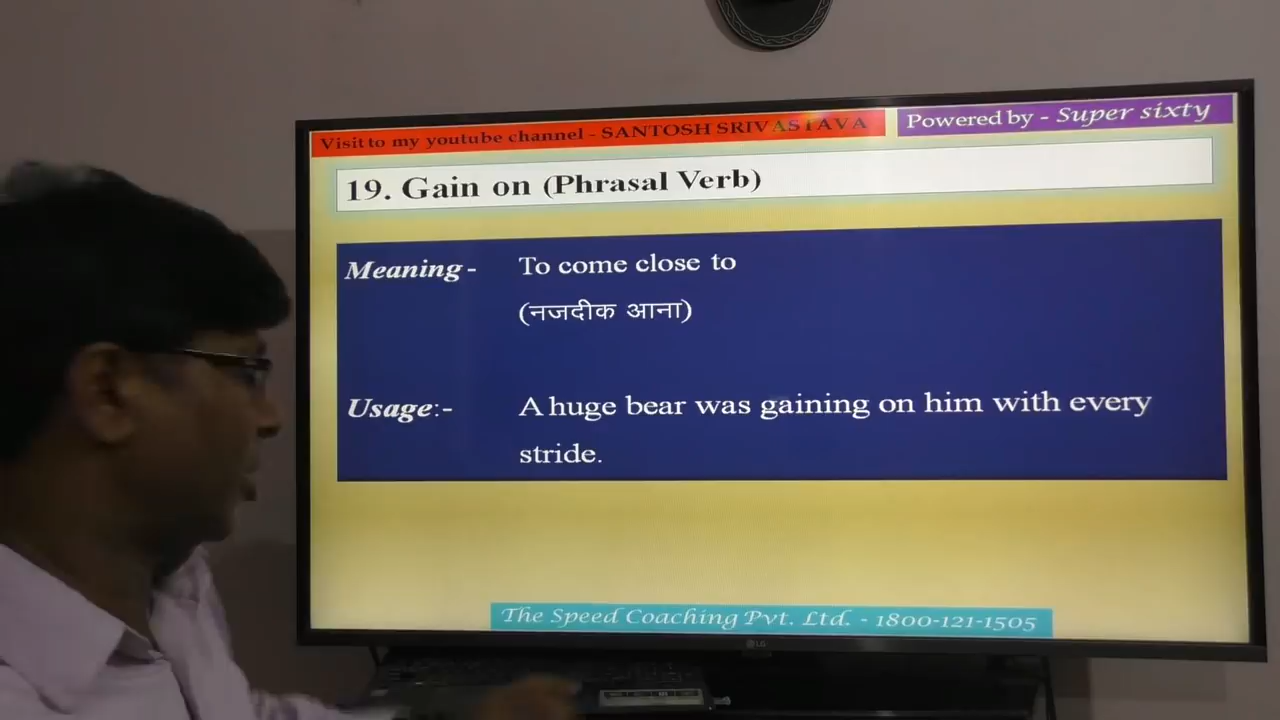 Visit to my youtube channel - SANTOSH SRIVASTAVA
Powered by - Super sixty
19. Gain on (Phrasal Verb)
Meaning - To come close to
(नजदीक आना)
Usage:- A huge bear was gaining on him with every
stride.
The Speed Coaching Pvt. Ltd. - 1800-121-1505
LG